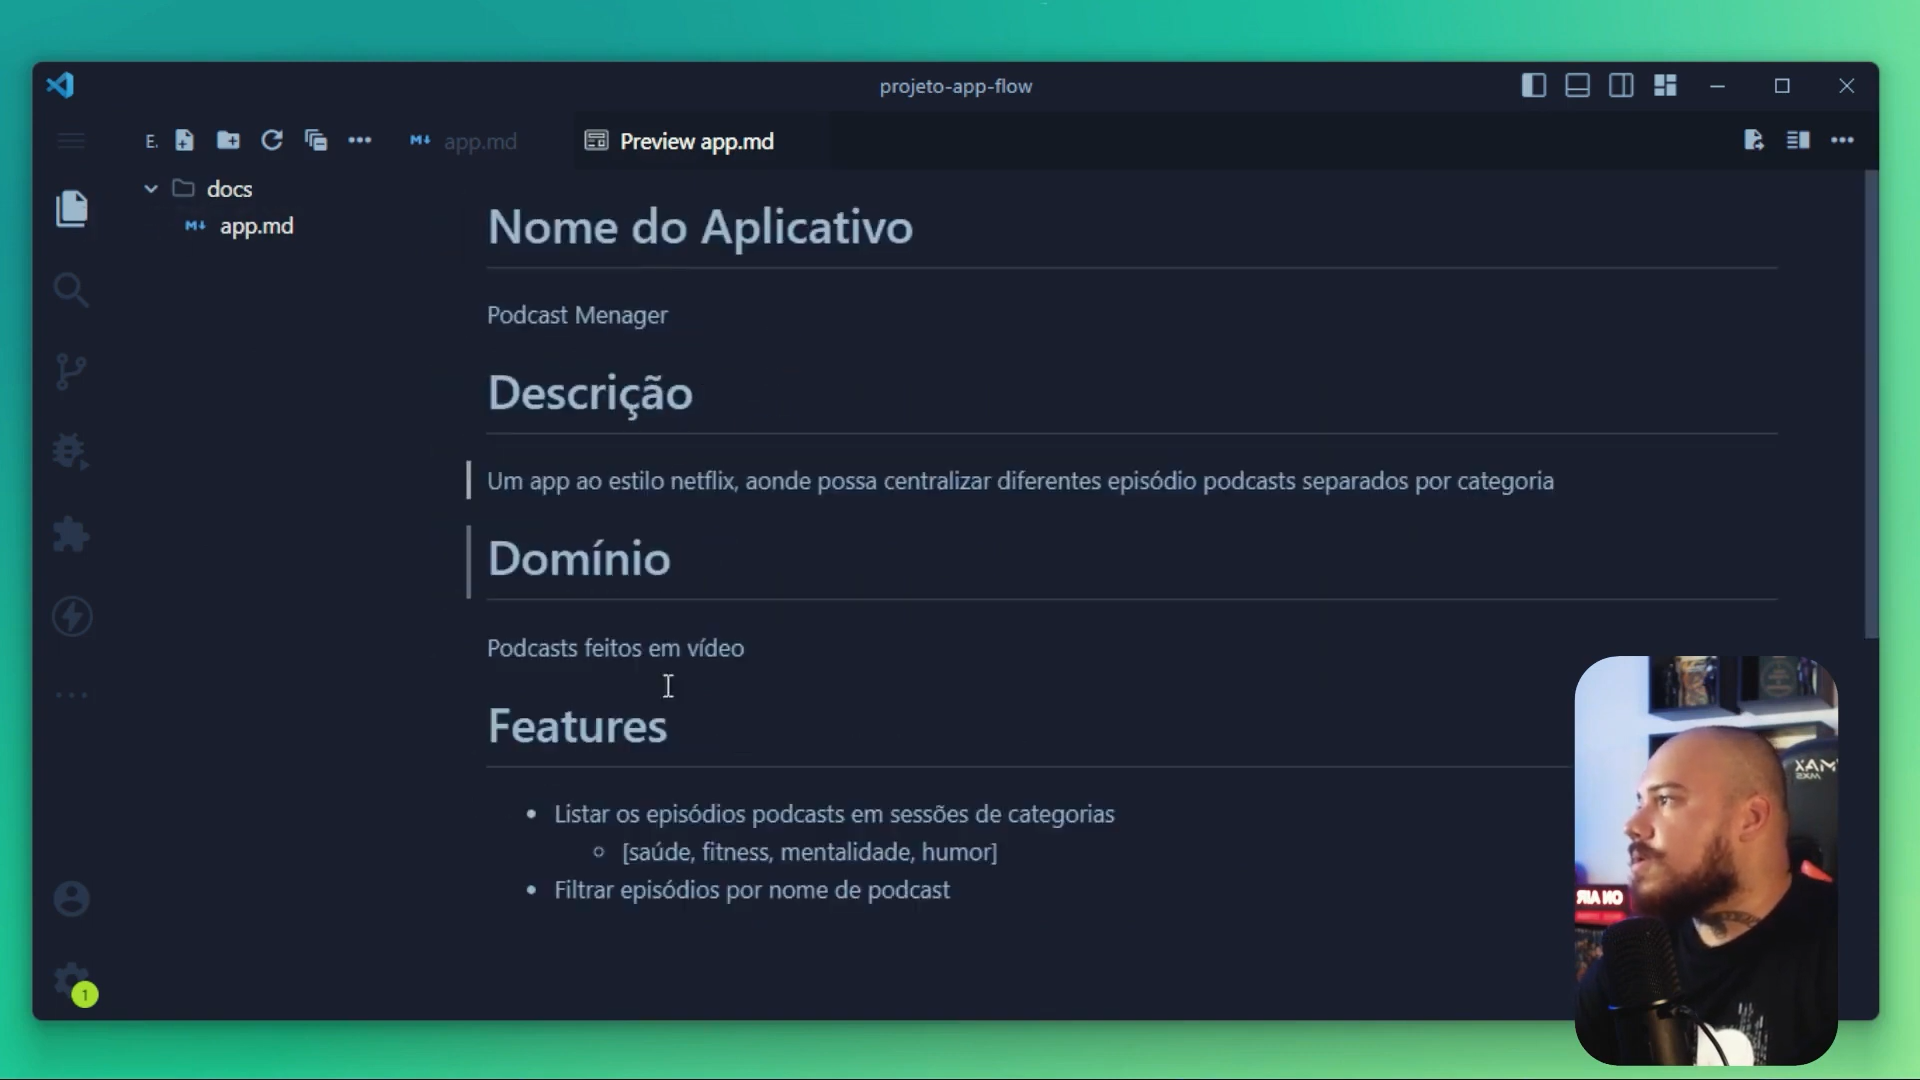 projeto-app-flow
E.
app.md
Preview app.md
docs
app.md
Nome do Aplicativo
Podcast Menager
Descrição
Um app ao estilo netflix, aonde possa centralizar diferentes episódio podcasts separados por categoria
Domínio
Podcasts feitos em vídeo
Features
Listar os episódios podcasts em sessões de categorias
[saúde, fitness, mentalidade, humor]
Filtrar episódios por nome de podcast
1